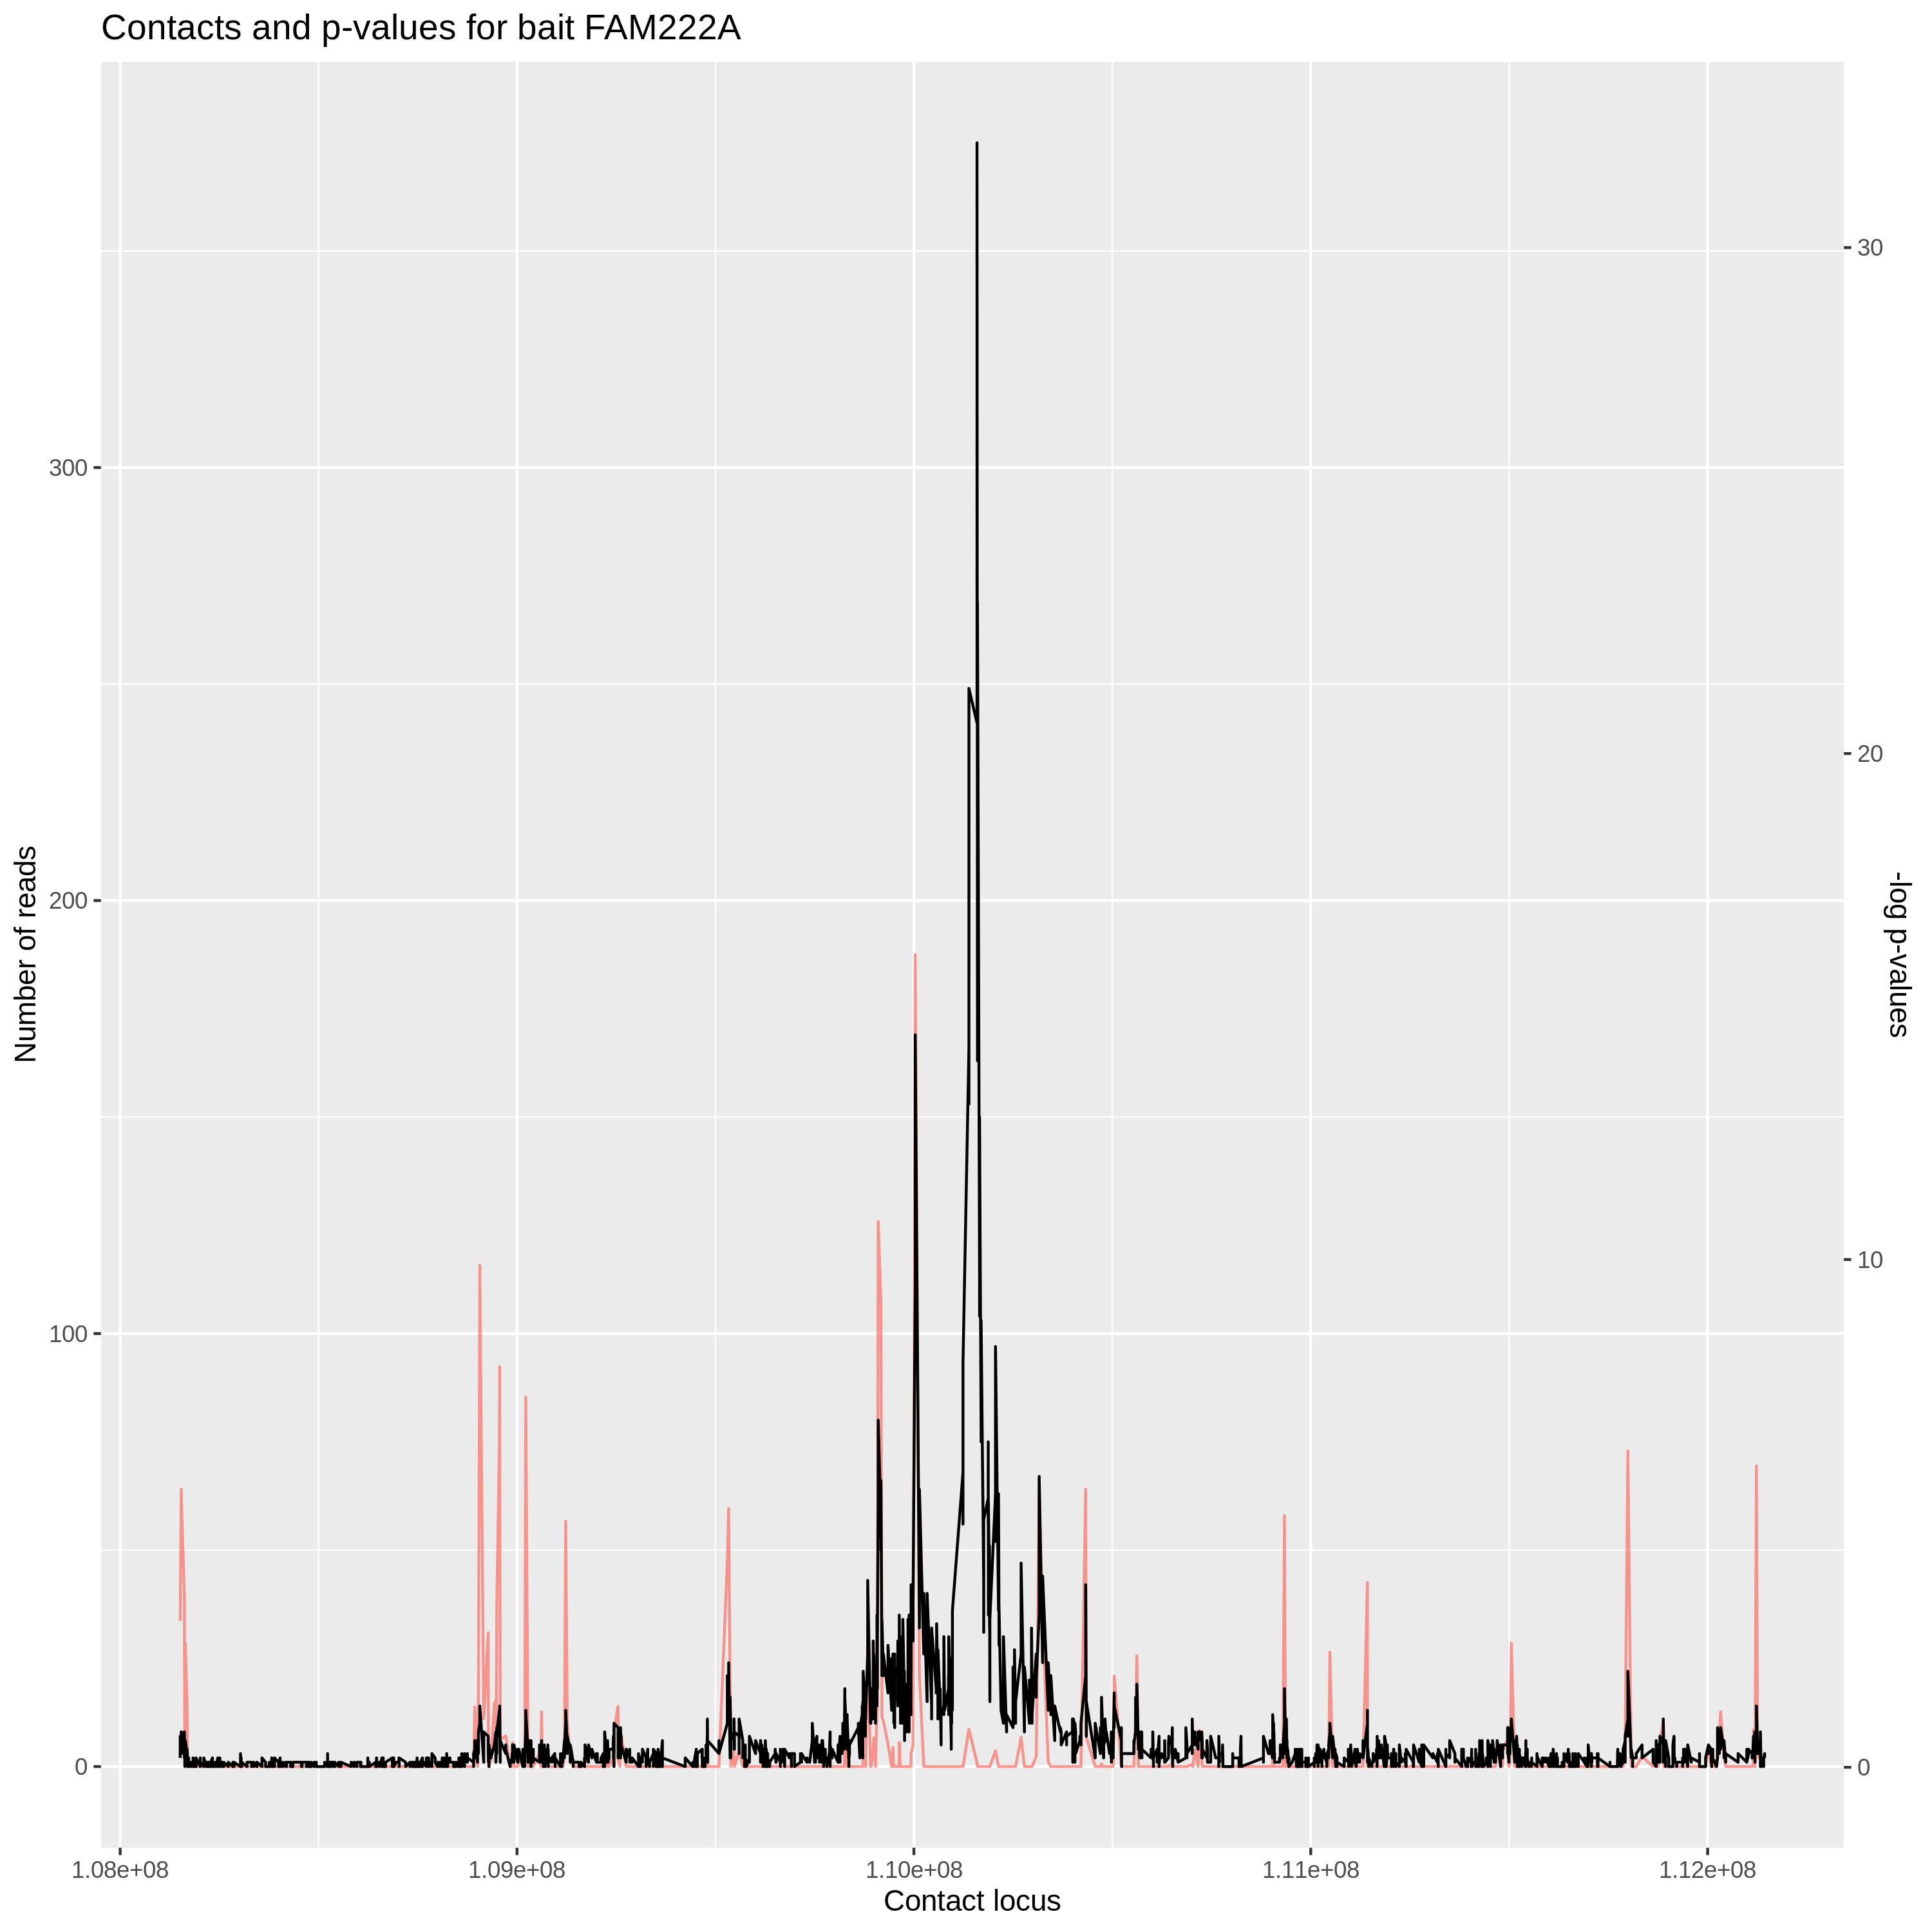 Contacts and p-values for bait FAM222A
300
200
100
0
Number of reads
30
20
10
0
-log p-values
1.08e+08 1.09e+08 1.10e+08 1.11e+08 1.12e+08
Contact locus